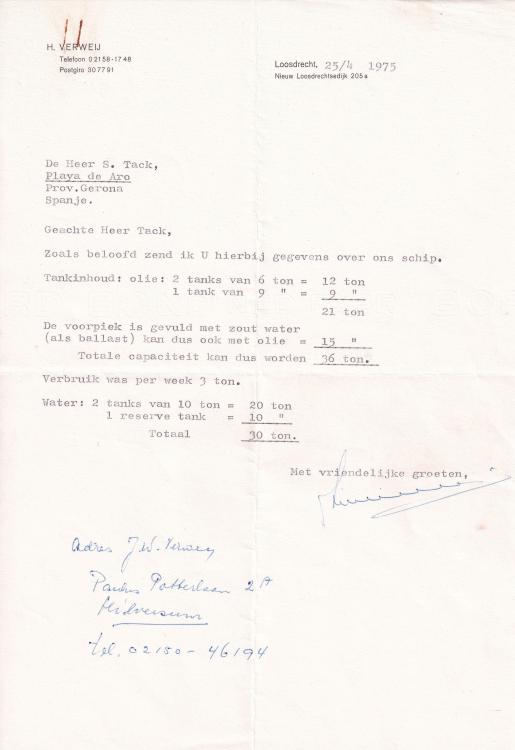 H. VERWEIJ
Telefoon 02158-1748
Postgiro 307791
Loosdrecht, 25/4 1975
Nieuw Loosdrechtsedijk 205a
De Heer S. Tack,
Playa de Aro
Prov.Gerona
Spanje.
Geachte Heer Tack,
Zoals beloofd zend ik U hierbij gegevens over ons schip.
Tankinhoud: olie: 2 tanks van 6 ton = 12 ton
1 tank van 9 " = 9 "
21 ton
De voorpiek is gevuld met zout water
(als ballast) kan dus ook met olie = 15 "
Totale capaciteit kan dus worden 36 ton.
Verbruik was per week 3 ton.
Water: 2 tanks van 10 ton = 20 ton
1 reserve tank = 10 "
Totaal 30 ton.
Met vriendelijke groeten,
Adres J.W. Verwey
Paulus Potterlaan 2A
Hilversum
tel. 02150-46194